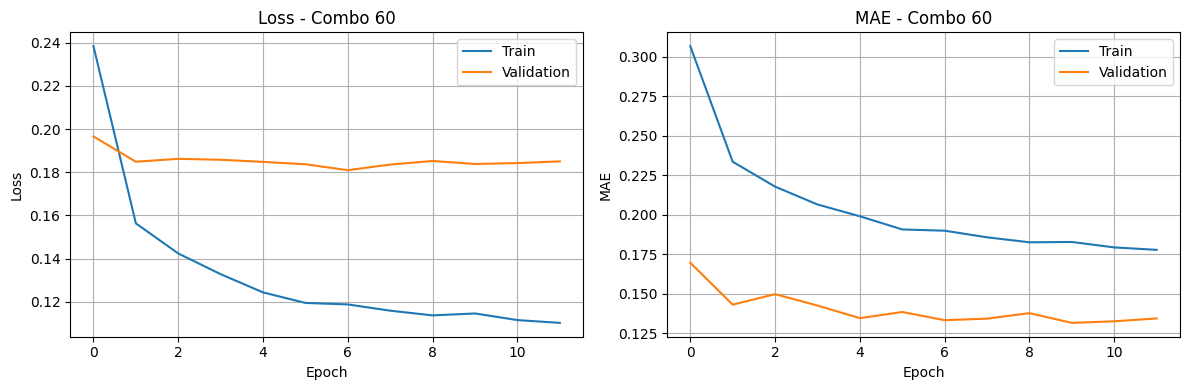 Loss - Combo 60
0.24
0.22
0.20
0.18
0.16
0.14
0.12
Loss
0 2 4 6 8 10
Epoch
Train
Validation
MAE - Combo 60
0.300
0.275
0.250
0.225
0.200
0.175
0.150
0.125
MAE
0 2 4 6 8 10
Epoch
Train
Validation